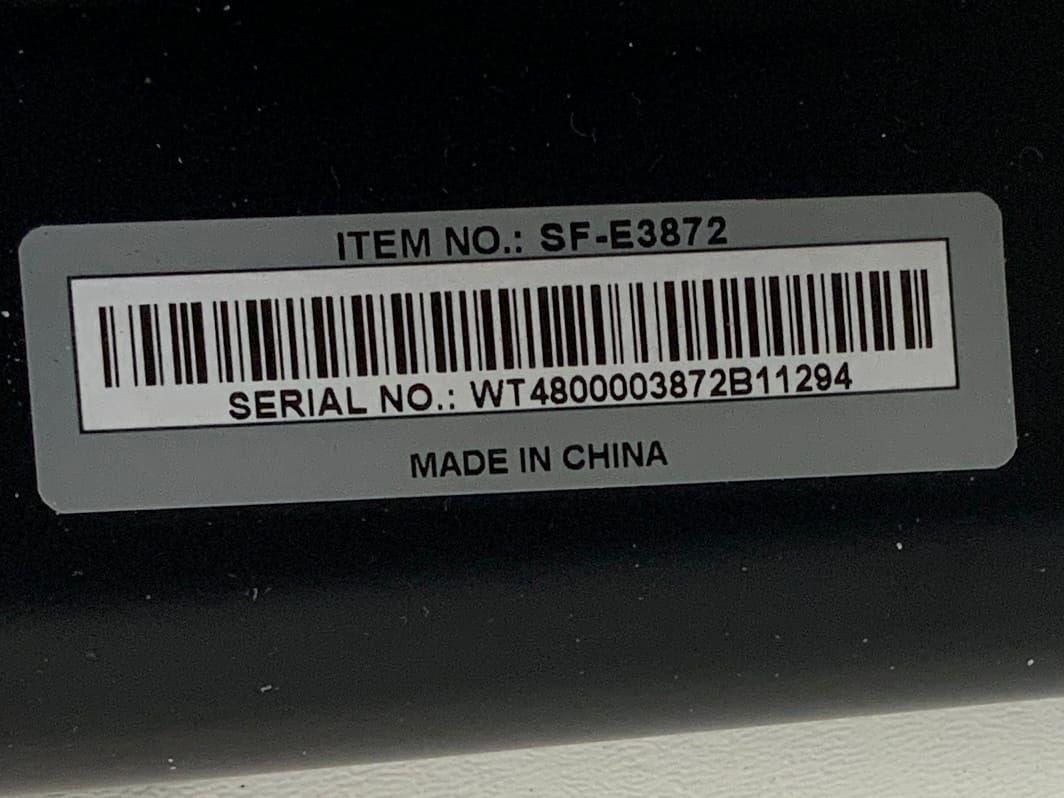 ITEM NO.: SF-E3872
SERIAL NO.: WT4800003872B11294
MADE IN CHINA